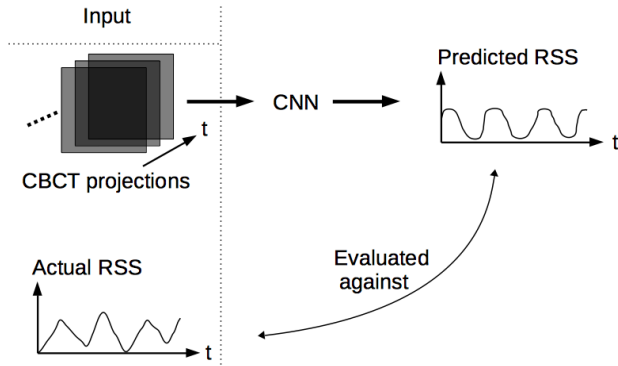 Input
CNN
Predicted RSS
t
t
CBCT projections
Evaluated
against
Actual RSS
t